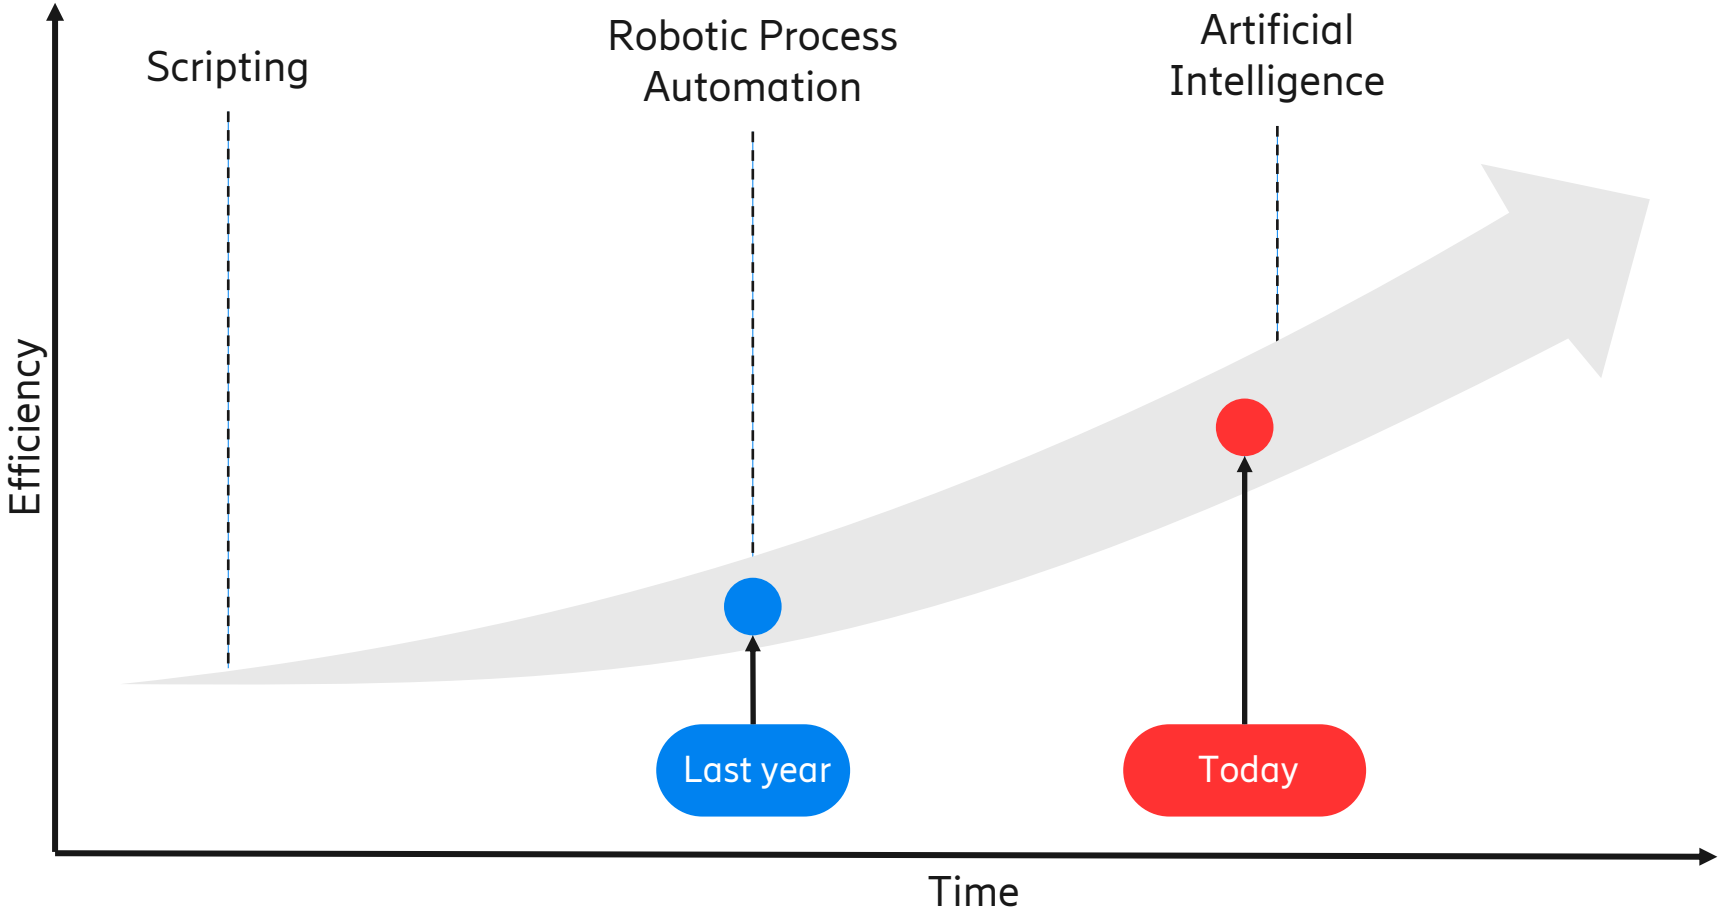 Scripting
Robotic Process
Automation
Artificial
Intelligence
Efficiency
Last year
Today
Time